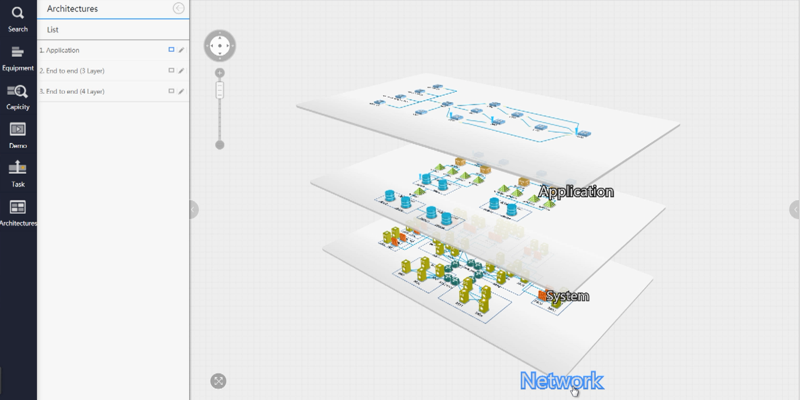 Search
Equipment
Capicity
Demo
Task
Architectures
Architectures
List
1. Application
2. End to end (3 Layer)
3. End to end (4 Layer)
Application
System
Network